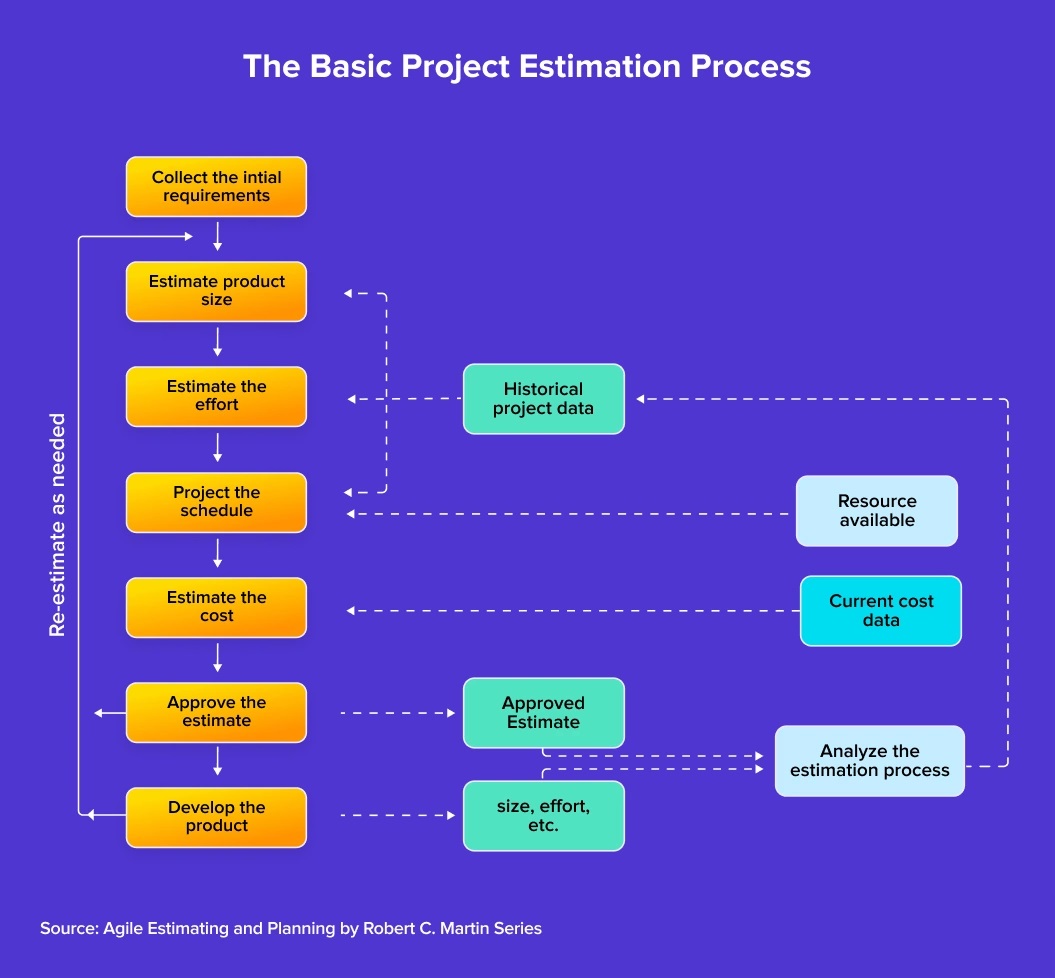 The Basic Project Estimation Process
Collect the intial
requirements
Estimate product
size
Estimate the
effort
Historical
project data
Project the
schedule
Resource
available
Re-estimate as needed
Estimate the
cost
Current cost
data
Approve the
estimate
Approved
Estimate
Analyze the
estimation process
Develop the
product
size, effort,
etc.
Source: Agile Estimating and Planning by Robert C. Martin Series